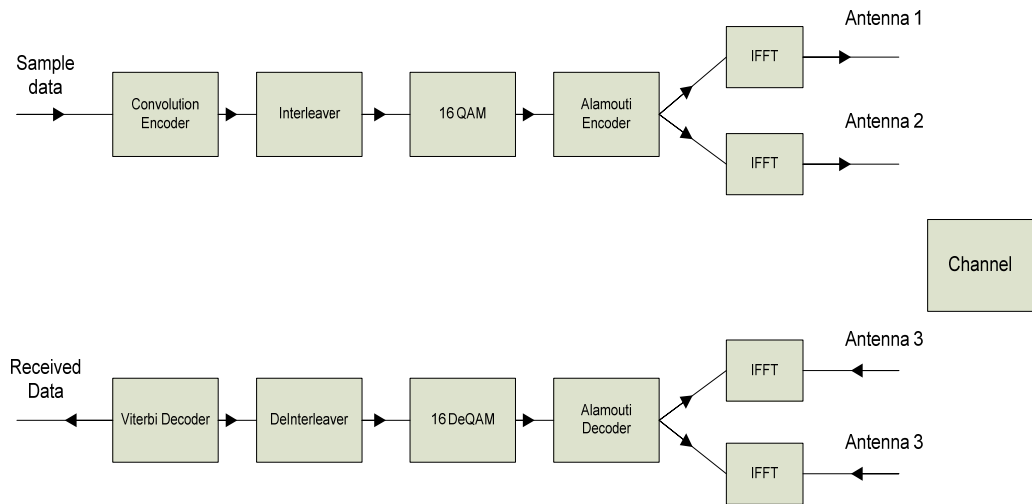 Antenna 1
Sample
data
Convolution
Encoder
Interleaver
16 QAM
Alamouti
Encoder
IFFT
Antenna 2
IFFT
Channel
Antenna 3
Received
Data
Viterbi Decoder
DeInterleaver
16 DeQAM
Alamouti
Decoder
IFFT
Antenna 3
IFFT